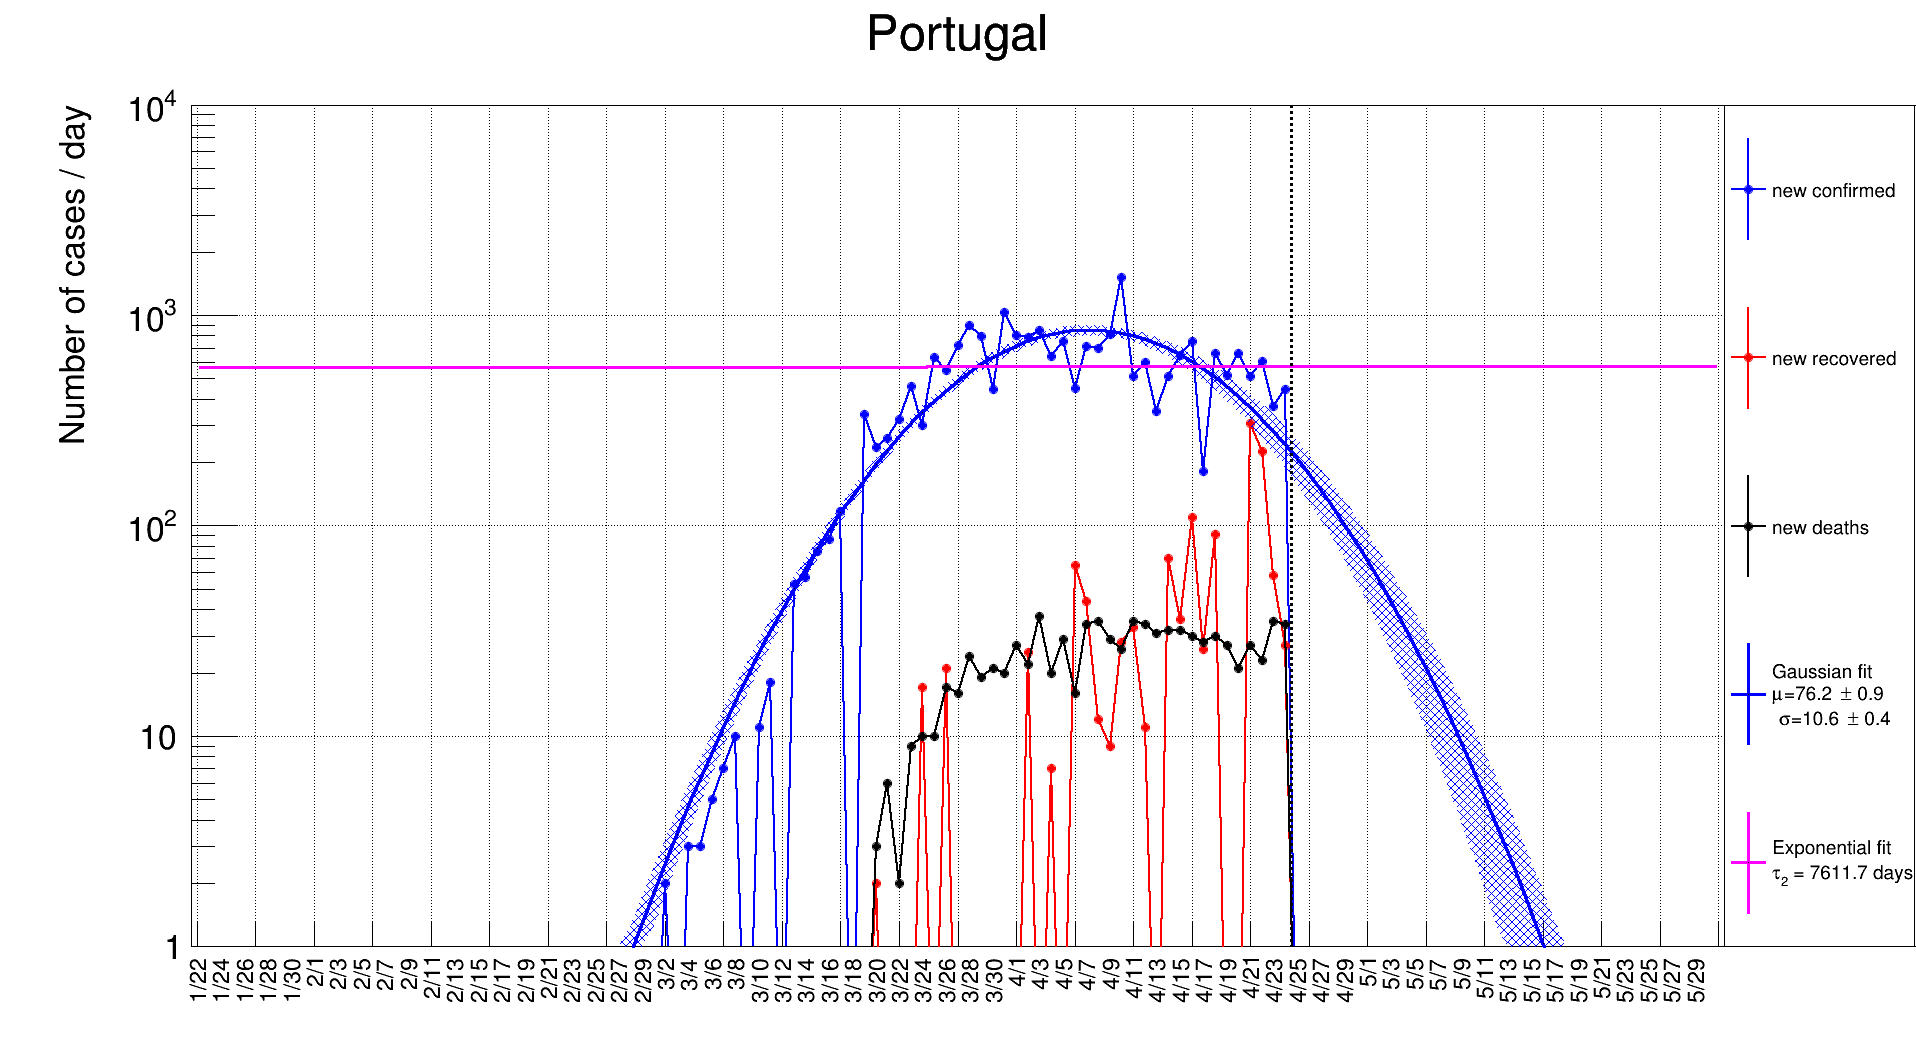 Portugal
Number of cases / day
10⁴
10³
10²
10
1
1/22 1/24 1/26 1/28 1/30 2/1 2/3 2/5 2/7 2/9 2/11 2/13 2/15 2/17 2/19 2/21 2/23 2/25 2/27 2/29 3/2 3/4 3/6 3/8 3/10 3/12 3/14 3/16 3/18 3/20 3/22 3/24 3/26 3/28 3/30 4/1 4/3 4/5 4/7 4/9 4/11 4/13 4/15 4/17 4/19 4/21 4/23 4/25 4/27 4/29 5/1 5/3 5/5 5/7 5/9 5/11 5/13 5/15 5/17 5/19 5/21 5/23 5/25 5/27 5/29
new confirmed
new recovered
new deaths
Gaussian fit
μ=76.2 ± 0.9
σ=10.6 ± 0.4
Exponential fit
τ₂ = 7611.7 days